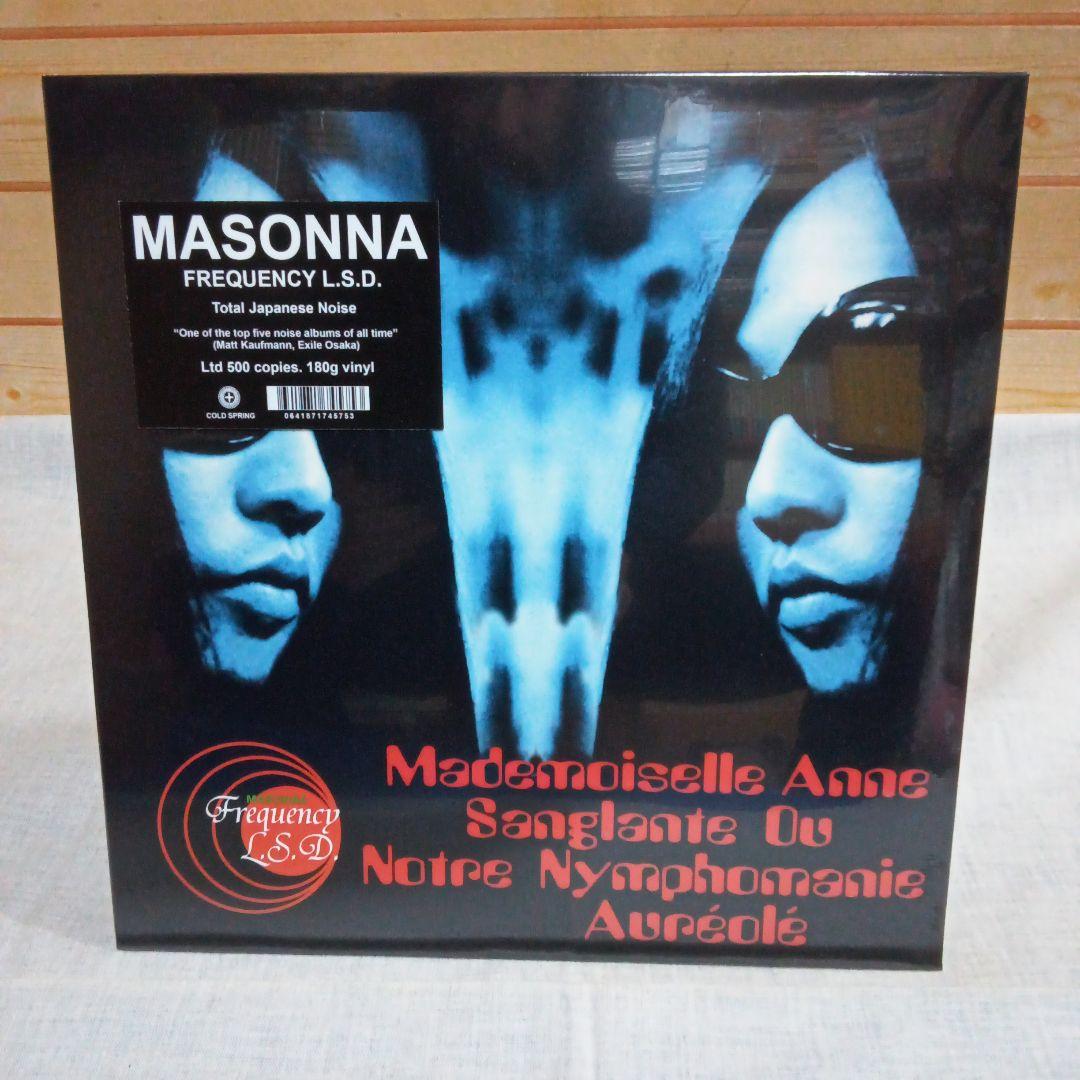 MASONNA
FREQUENCY L.S.D.
Total Japanese Noise
“One of the top five noise albums of all time”
(Matt Kaufmann, Exile Osaka)
Ltd 500 copies. 180g vinyl
COLD SPRING
0641871745753
Mademoiselle Anne
Sanglante Ou
Notre Nymphomanie
Auréolé
MASONNA
Frequency
L.S.D.